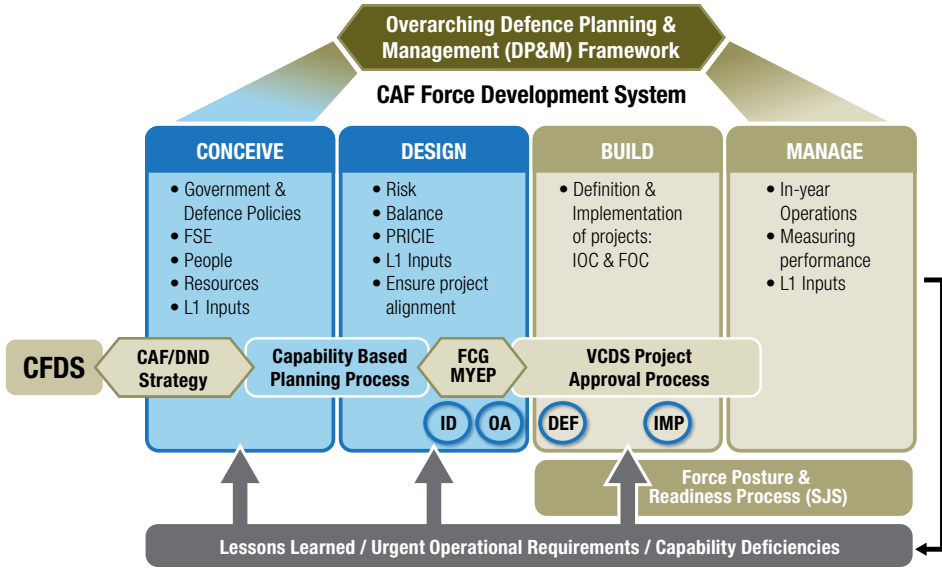 Overarching Defence Planning &
Management (DP&M) Framework
CAF Force Development System
CONCEIVE
• Government &
Defence Policies
• FSE
• People
• Resources
• L1 Inputs
DESIGN
• Risk
• Balance
• PRICIE
• L1 Inputs
• Ensure project
alignment
BUILD
• Definition &
Implementation
of projects:
IOC & FOC
MANAGE
• In-year
Operations
• Measuring
performance
• L1 Inputs
CFDS
CAF/DND
Strategy
Capability Based
Planning Process
FCG
MYEP
VCDS Project
Approval Process
ID
OA
DEF
IMP
Force Posture &
Readiness Process (SJS)
Lessons Learned / Urgent Operational Requirements / Capability Deficiencies